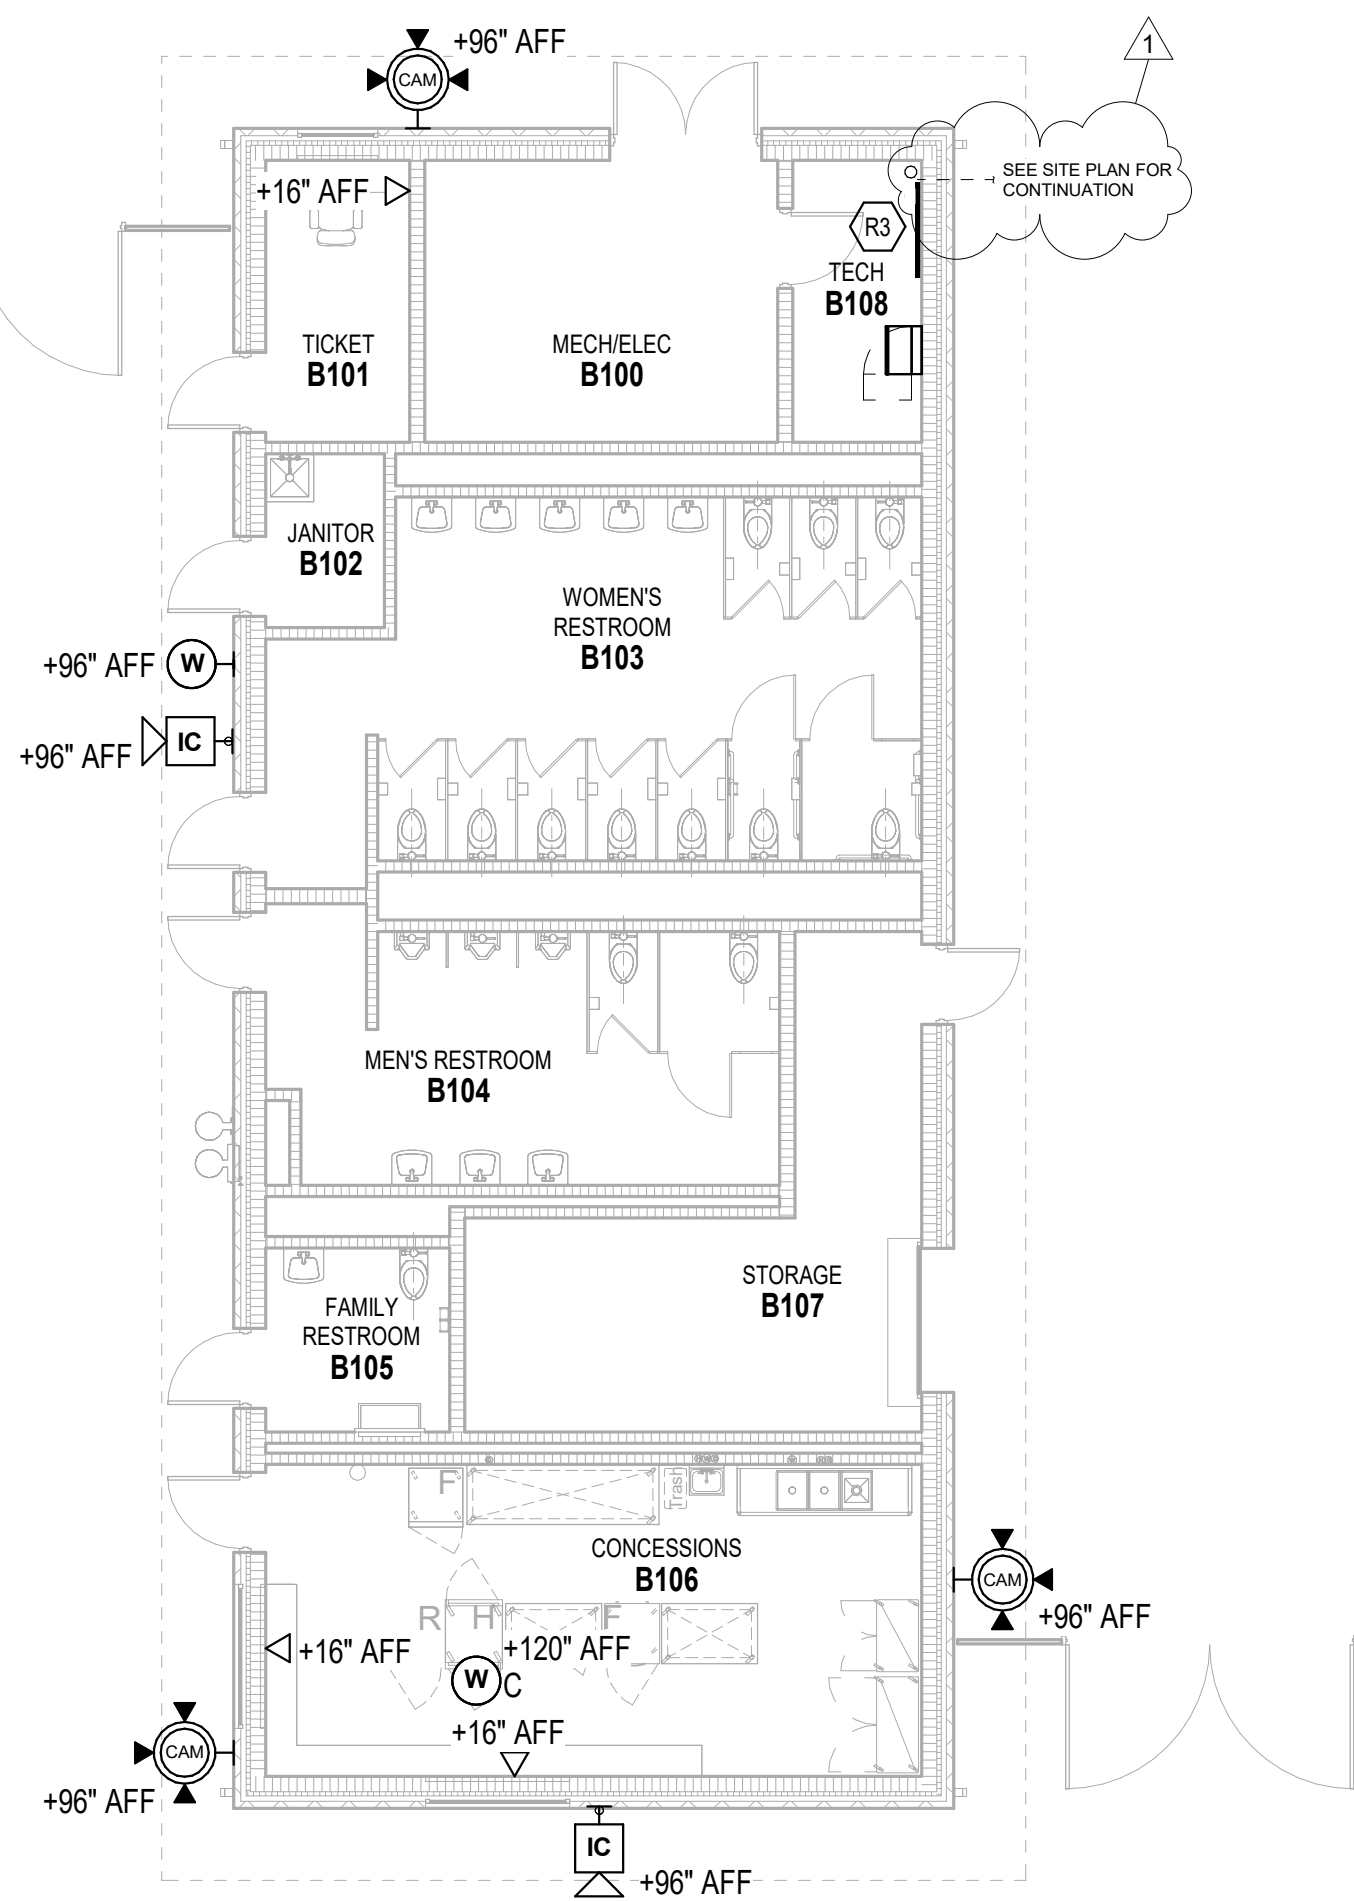 +96" AFF
CAM
1
SEE SITE PLAN FOR
CONTINUATION
+16" AFF
R3
TECH
B108
TICKET
B101
MECH/ELEC
B100
JANITOR
B102
WOMEN'S
RESTROOM
B103
+96" AFF
W
+96" AFF
IC
MEN'S RESTROOM
B104
STORAGE
B107
FAMILY
RESTROOM
B105
F
Trash
CONCESSIONS
B106
CAM
+96" AFF
R
H
F
+16" AFF
+120" AFF
W
C
+16" AFF
CAM
+96" AFF
IC
+96" AFF